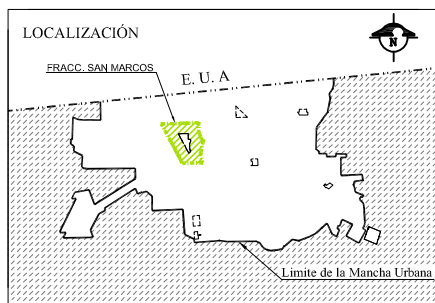 LOCALIZACIÓN
N
FRACC. SAN MARCOS
E. U. A
Limite de la Mancha Urbana